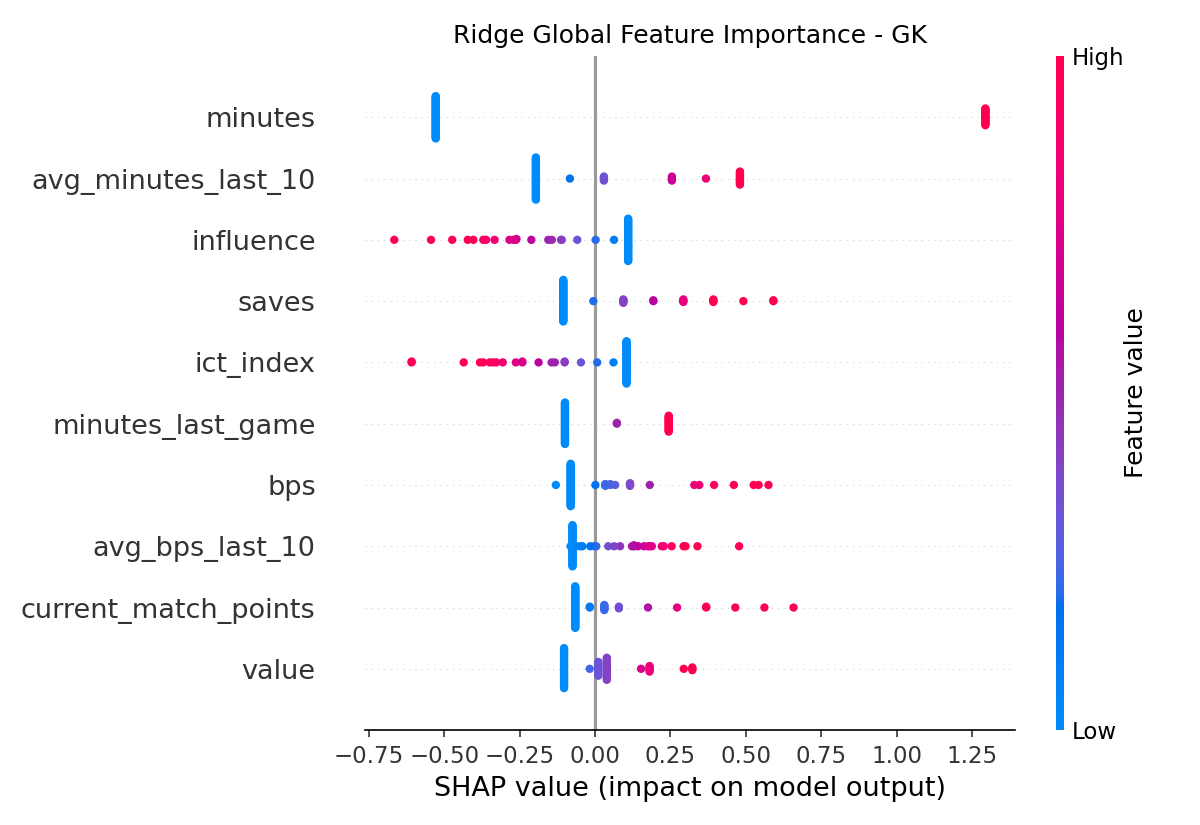 Ridge Global Feature Importance - GK
High
minutes
avg_minutes_last_10
influence
saves
ict_index
minutes_last_game
bps
avg_bps_last_10
current_match_points
value
Feature value
Low
−0.75 −0.50 −0.25 0.00 0.25 0.50 0.75 1.00 1.25
SHAP value (impact on model output)